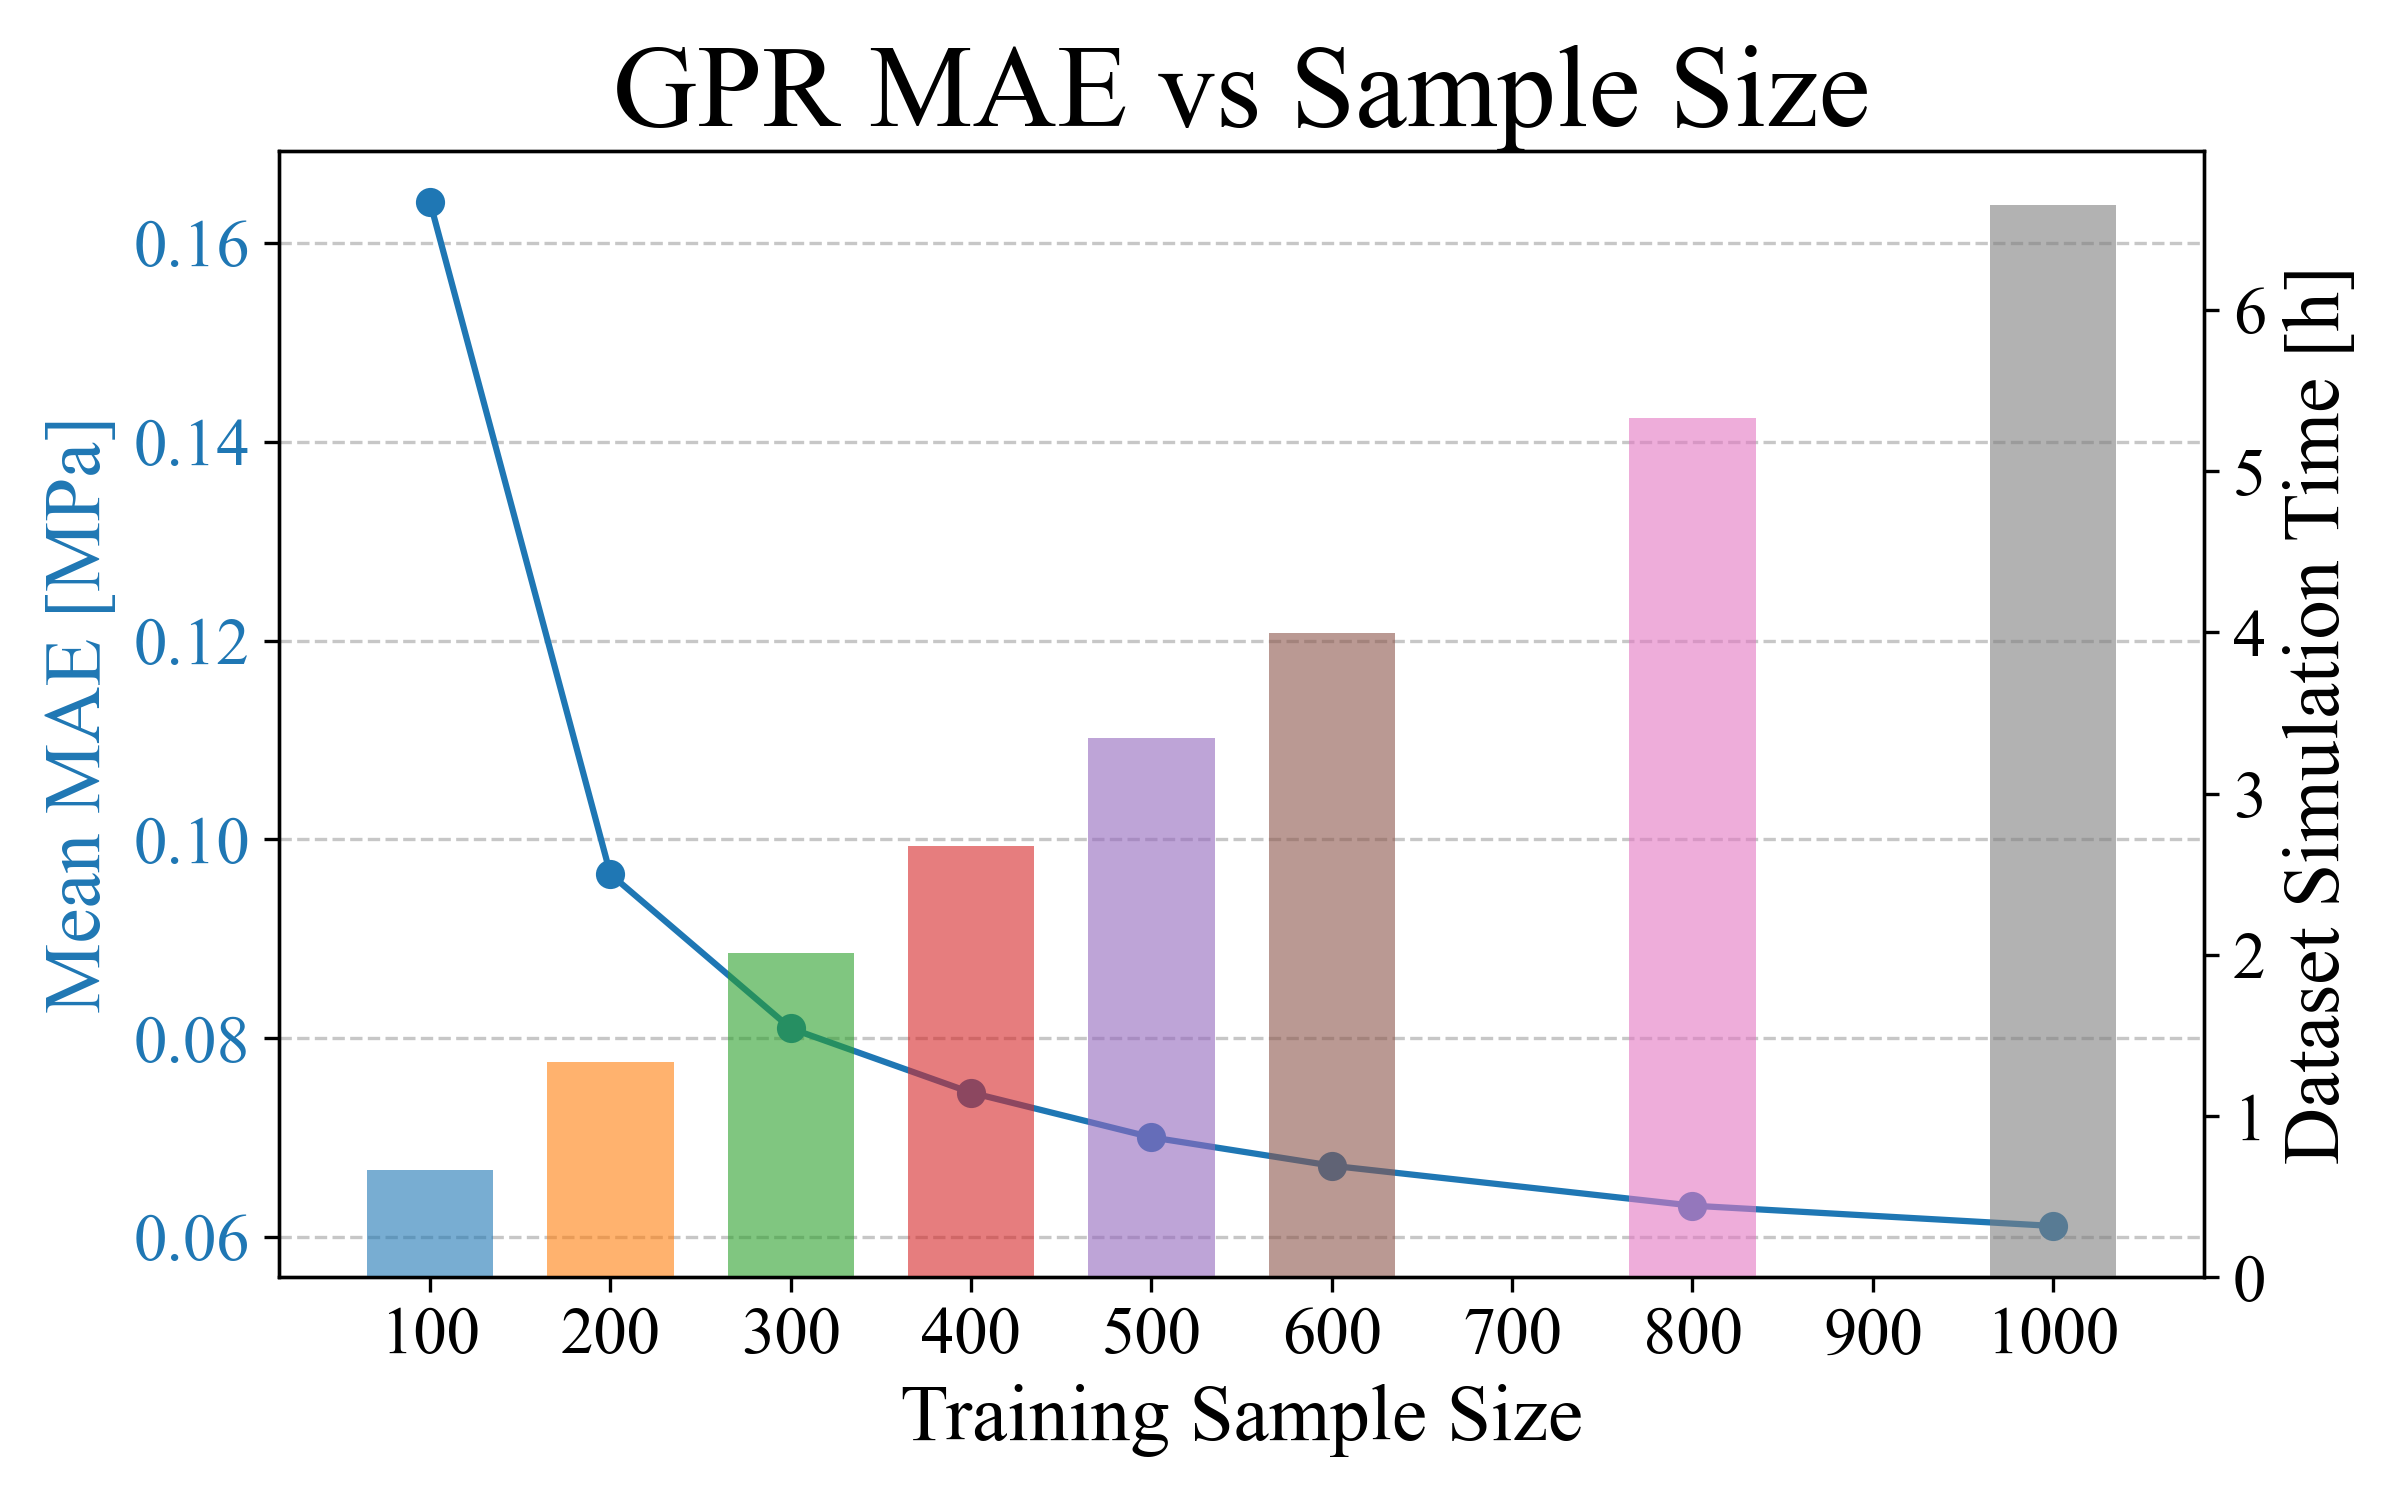 GPR MAE vs Sample Size
Mean MAE [MPa]
0.16
0.14
0.12
0.10
0.08
0.06
6
5
4
3
2
1
0
Dataset Simulation Time [h]
100 200 300 400 500 600 700 800 900 1000
Training Sample Size